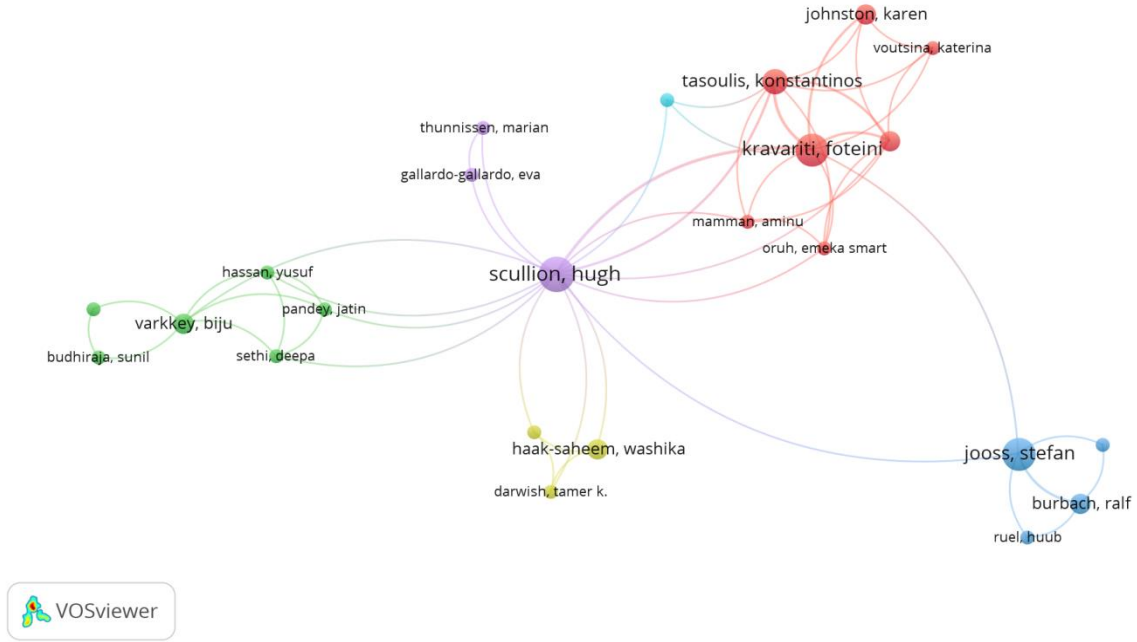 johnston, karen
voutsina, katerina
tasoulis, konstantinos
thunnissen, marian
kravariti, foteini
gallardo-gallardo, eva
mamman, aminu
oruh, emeka smart
scullion, hugh
hassan, yusuf
pandey, jatin
varkkey, biju
budhiraja, sunil
sethi, deepa
haak-saheem, washika
jooss, stefan
darwish, tamer k.
burbach, ralf
ruel, huub
VOSviewer